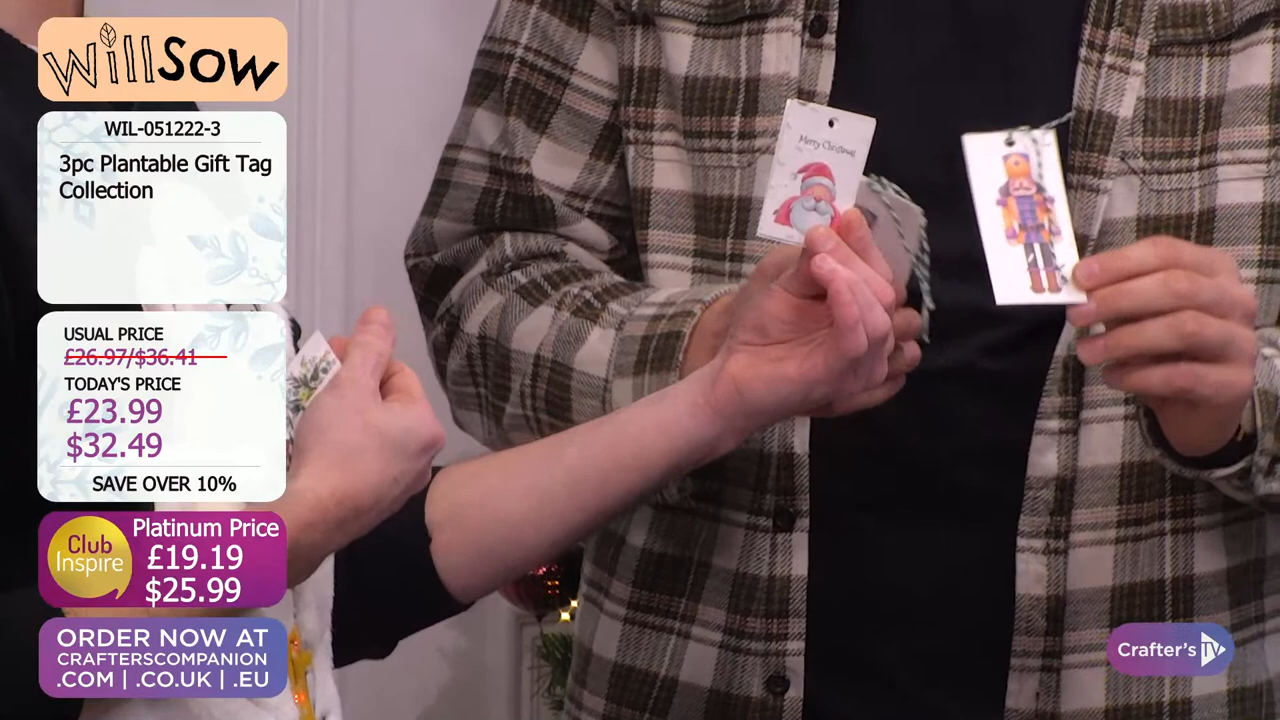 willsow
WIL-051222-3
3pc Plantable Gift Tag
Collection
USUAL PRICE
£26.97/$36.41
TODAY'S PRICE
£23.99
$32.49
SAVE OVER 10%
Club
Inspire
Platinum Price
£19.19
$25.99
ORDER NOW AT
CRAFTERSCOMPANION
.COM | .CO.UK | .EU
Merry Christmas
Crafter's TV